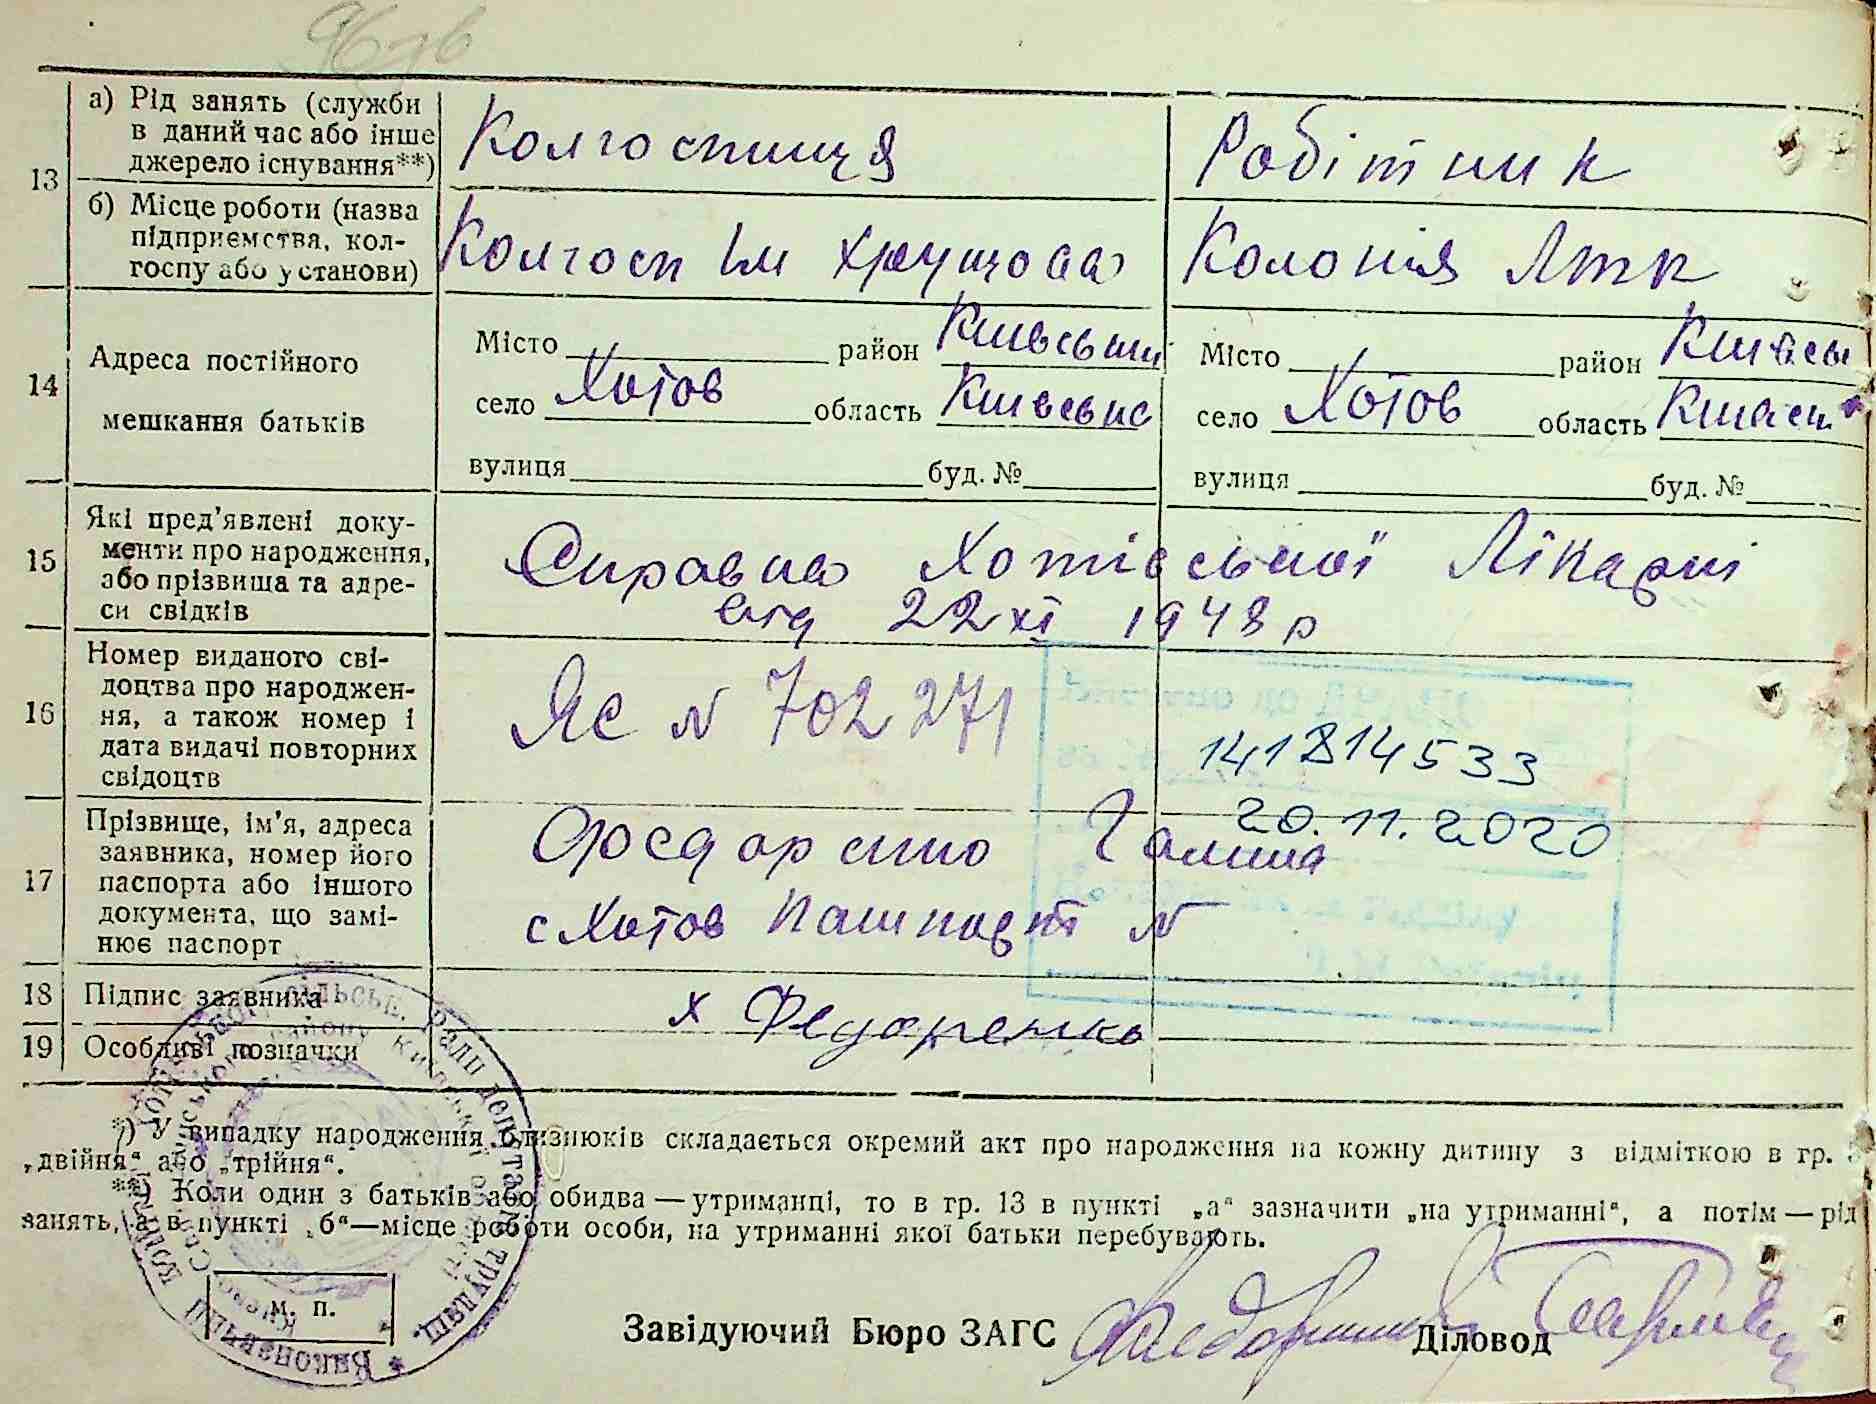 13
а) Рід занять (служби
в даний час або інше
джерело існування**)
Колгоспниця
Робітник
б) Місце роботи (назва
підприємства, кол-
госпу або установи)
Колгосп Ім Хрущова
Колонія ЛТК
14
Адреса постійного
мешкання батьків
Місто район Київськи
село Хотов область Київськ
вулиця буд. №
Місто район Київсь
село Хотов область Київськ
вулиця буд. №
15
Які пред'явлені доку-
менти про народження,
або прізвища та адре-
си свідків
Справка Хотівської Лікарні
від 22 XI 1948 р
16
Номер виданого сві-
доцтва про народжен-
ня, а також номер і
дата видачі повторних
свідоцтв
ЯС № 702271
141814533
20.11.2020
17
Прізвище, ім'я, адреса
заявника, номер його
паспорта або іншого
документа, що замі-
нює паспорт
Федоренко Галина
с Хотов Пашпорт №
18
Підпис заявника
х Федоренко
19
Особливі позначки
*) У випадку народження близнюків складається окремий акт про народження на кожну дитину з відміткою в гр.
„двійня“ або „трійня“.
**) Коли один з батьків або обидва — утриманці, то в гр. 13 в пункті „а“ зазначити „на утриманні“, а потім — рід
занять, а в пункті „б“ — місце роботи особи, на утриманні якої батьки перебувають.
м. п.
Завідуючий Бюро ЗАГС
Діловод